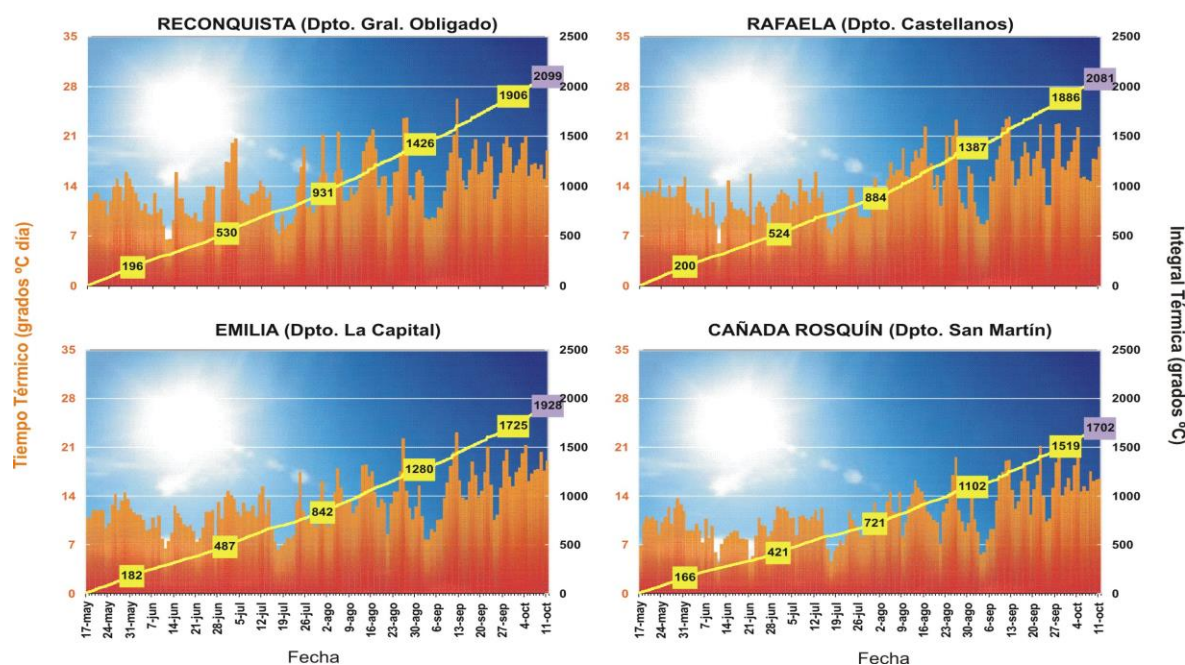 RECONQUISTA (Dpto. Gral. Obligado)
35
28
21
14
7
0
2500
2000
1500
1000
500
0
196
530
931
1426
1906
2099
RAFAELA (Dpto. Castellanos)
35
28
21
14
7
0
2500
2000
1500
1000
500
0
200
524
884
1387
1886
2081
Tiempo Térmico (grados ºC día)
Integral Térmica (grados ºC)
EMILIA (Dpto. La Capital)
35
28
21
14
7
0
2500
2000
1500
1000
500
0
182
487
842
1280
1725
1928
17-may
24-may
31-may
7-jun
14-jun
21-jun
28-jun
5-jul
12-jul
19-jul
26-jul
2-ago
9-ago
16-ago
23-ago
30-ago
6-sep
13-sep
20-sep
27-sep
4-oct
11-oct
Fecha
CAÑADA ROSQUÍN (Dpto. San Martín)
35
28
21
14
7
0
2500
2000
1500
1000
500
0
166
421
721
1102
1519
1702
17-may
24-may
31-may
7-jun
14-jun
21-jun
28-jun
5-jul
12-jul
19-jul
26-jul
2-ago
9-ago
16-ago
23-ago
30-ago
6-sep
13-sep
20-sep
27-sep
4-oct
11-oct
Fecha